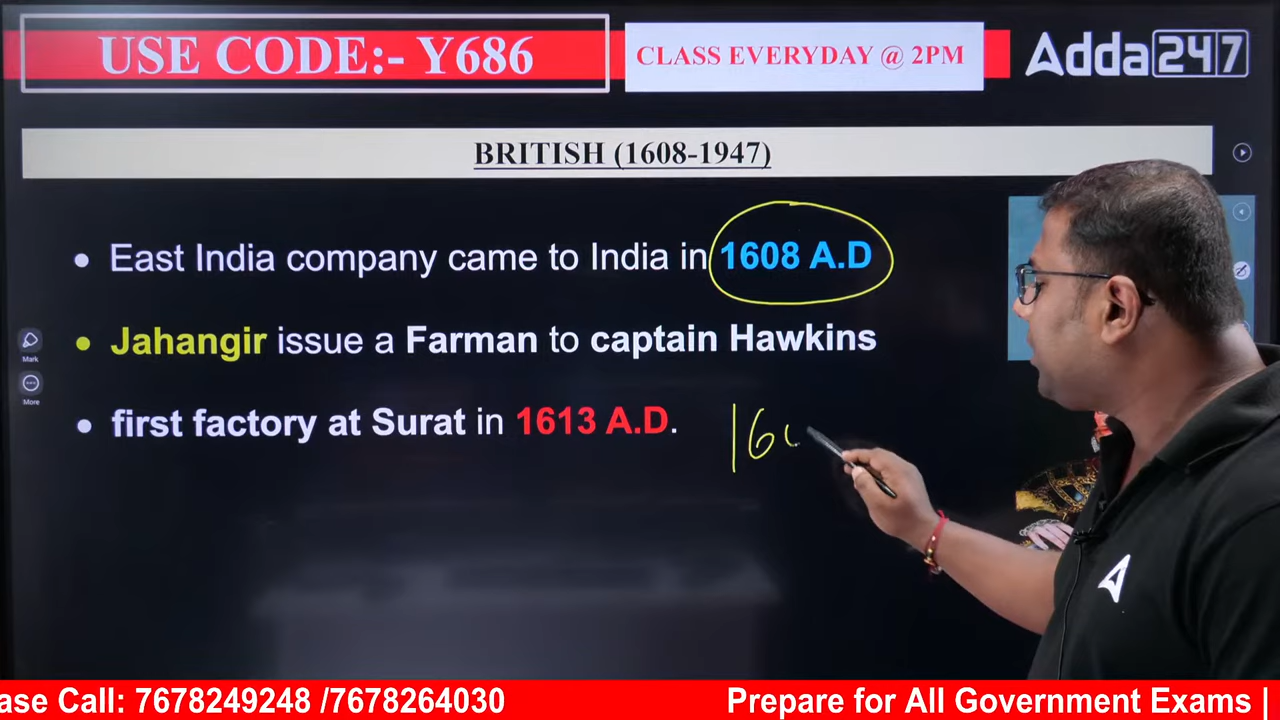 USE CODE:- Y686
CLASS EVERYDAY @ 2PM
Adda 247
BRITISH (1608-1947)
• East India company came to India in 1608 A.D
• Jahangir issue a Farman to captain Hawkins
• first factory at Surat in 1613 A.D.
Mark
More
ase Call: 7678249248 /7678264030
Prepare for All Government Exams |